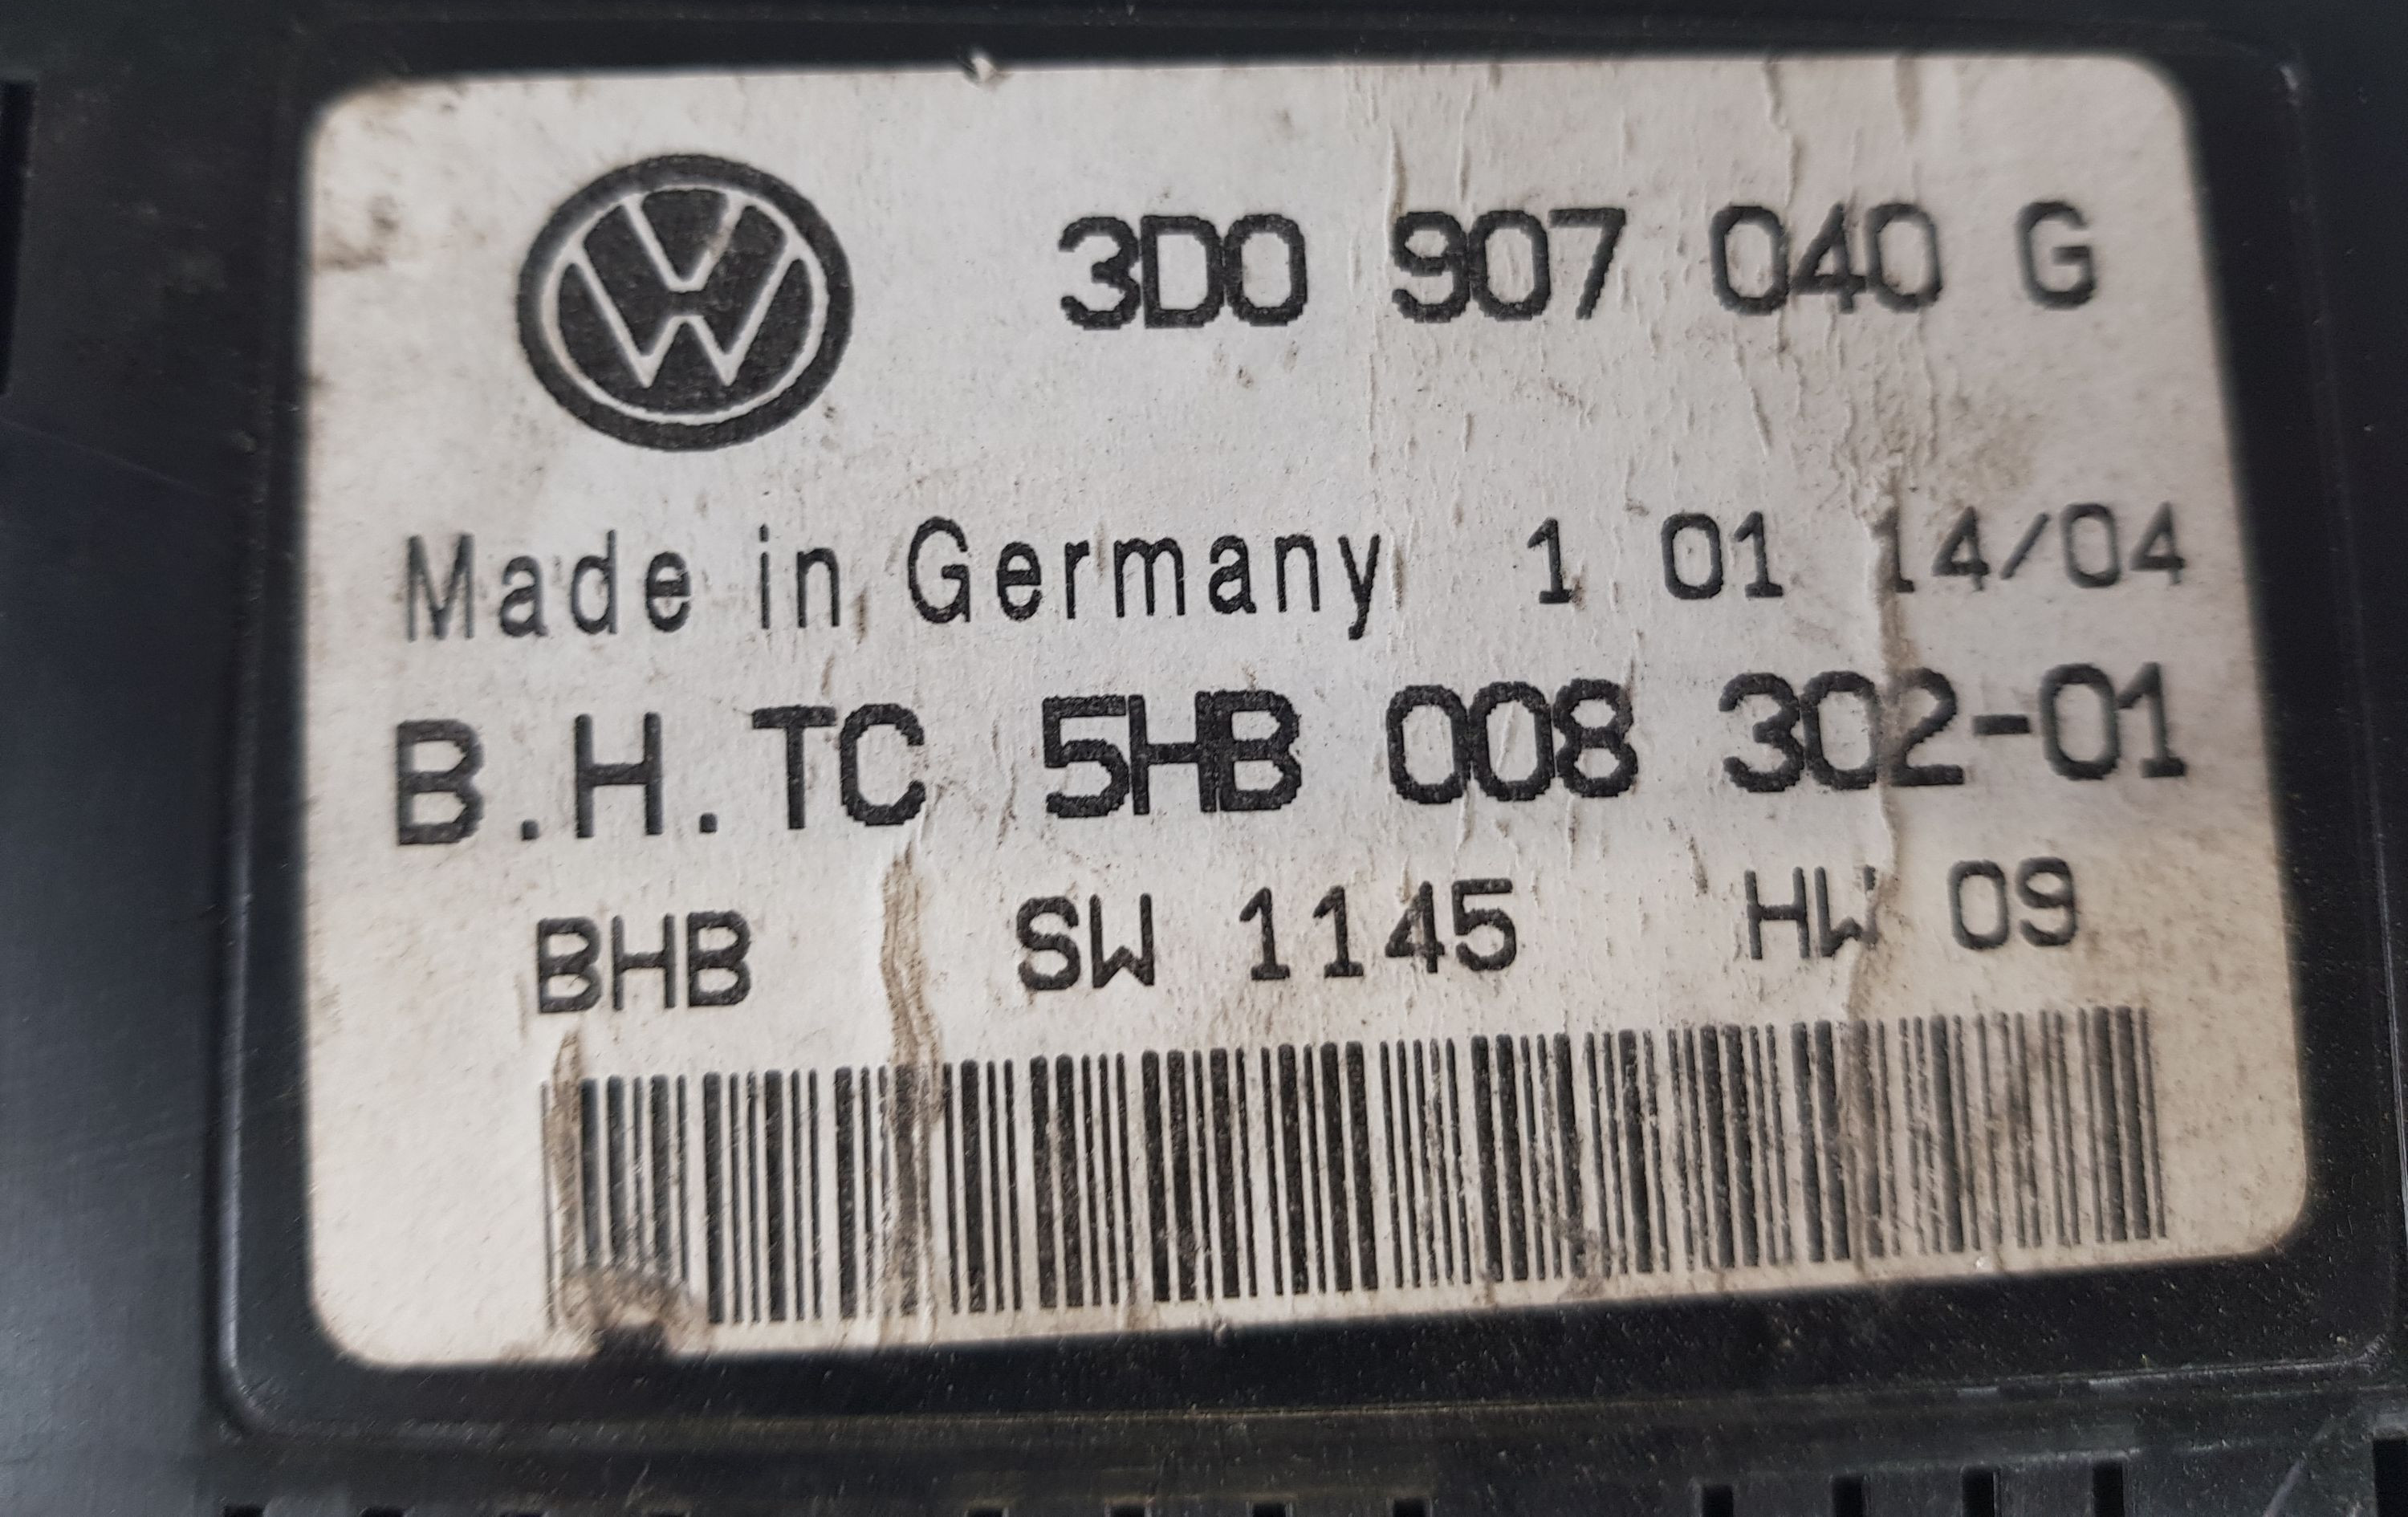 3D0 907 040 G
Made in Germany 1 01 14/04
B.H.TC 5HB 008 302-01
BHB SW 1145 HW 09